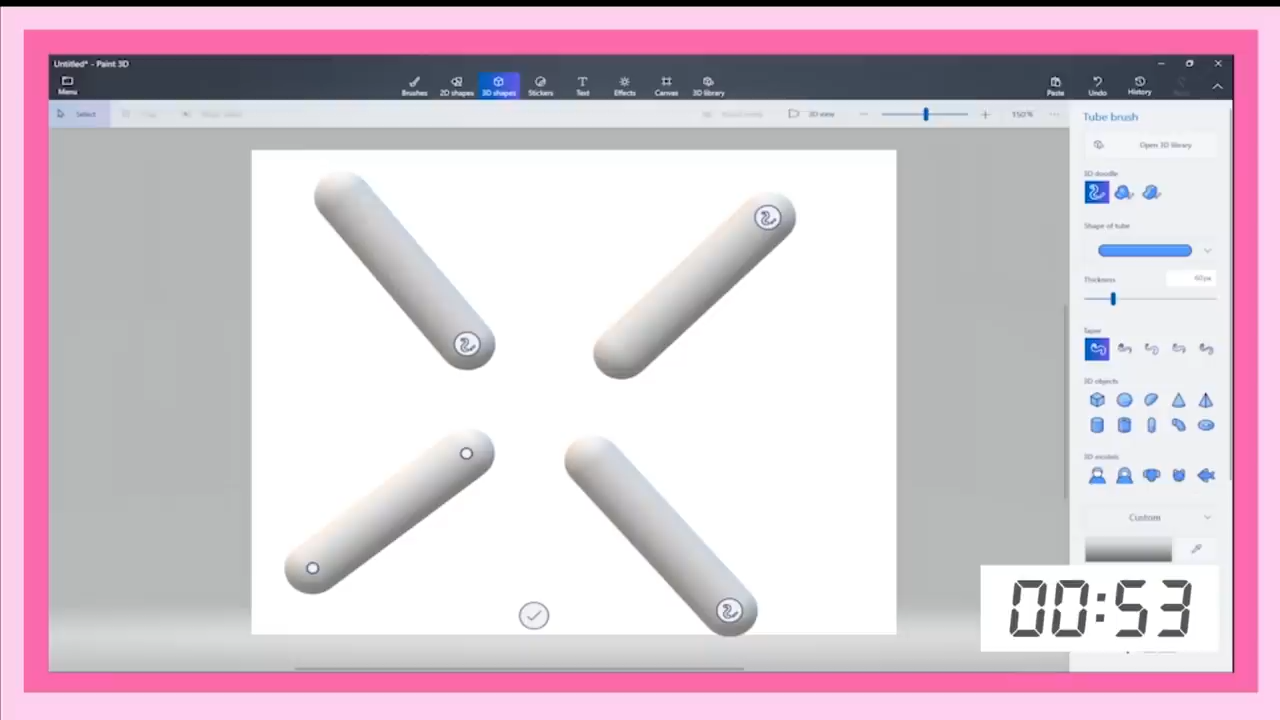 Untitled* - Paint 3D
Menu
Brushes
2D shapes
3D shapes
Stickers
Text
Effects
Canvas
3D library
Paste
Undo
History
Select
3D view
150%
Tube brush
Open 3D library
3D doodle
Shape of tube
Thickness
60px
Taper
3D objects
3D models
Custom
00:53